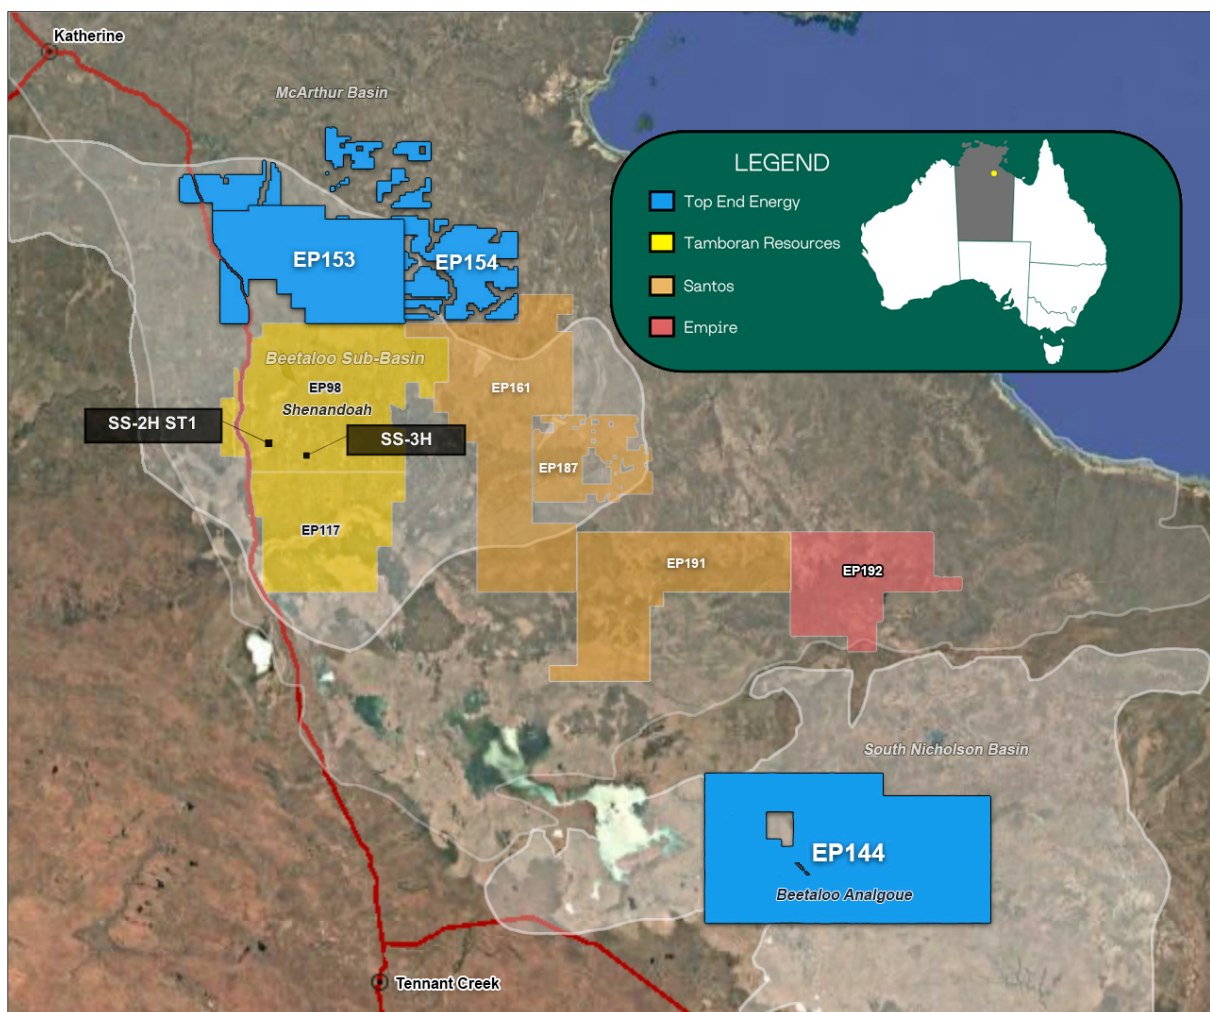 Katherine
McArthur Basin
LEGEND
Top End Energy
Tamboran Resources
Santos
Empire
EP153
EP154
Beetaloo Sub-Basin
EP98
EP161
Shenandoah
SS-2H ST1
SS-3H
EP187
EP117
EP191
EP192
South Nicholson Basin
EP144
Beetaloo Analgoue
Tennant Creek